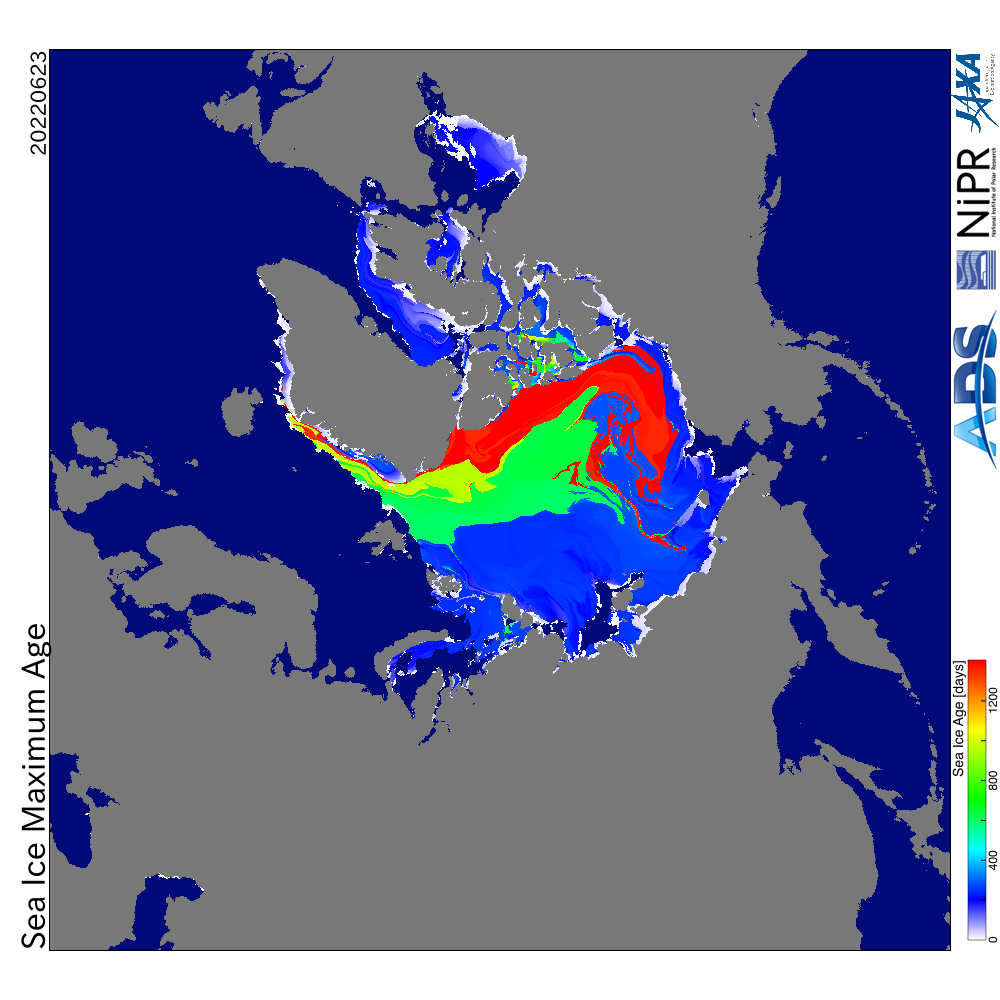 Sea Ice Maximum Age
20220623
JAXA
NiPR
National Institute of Polar Research
ADS
Sea Ice Age [days]
0
400
800
1200